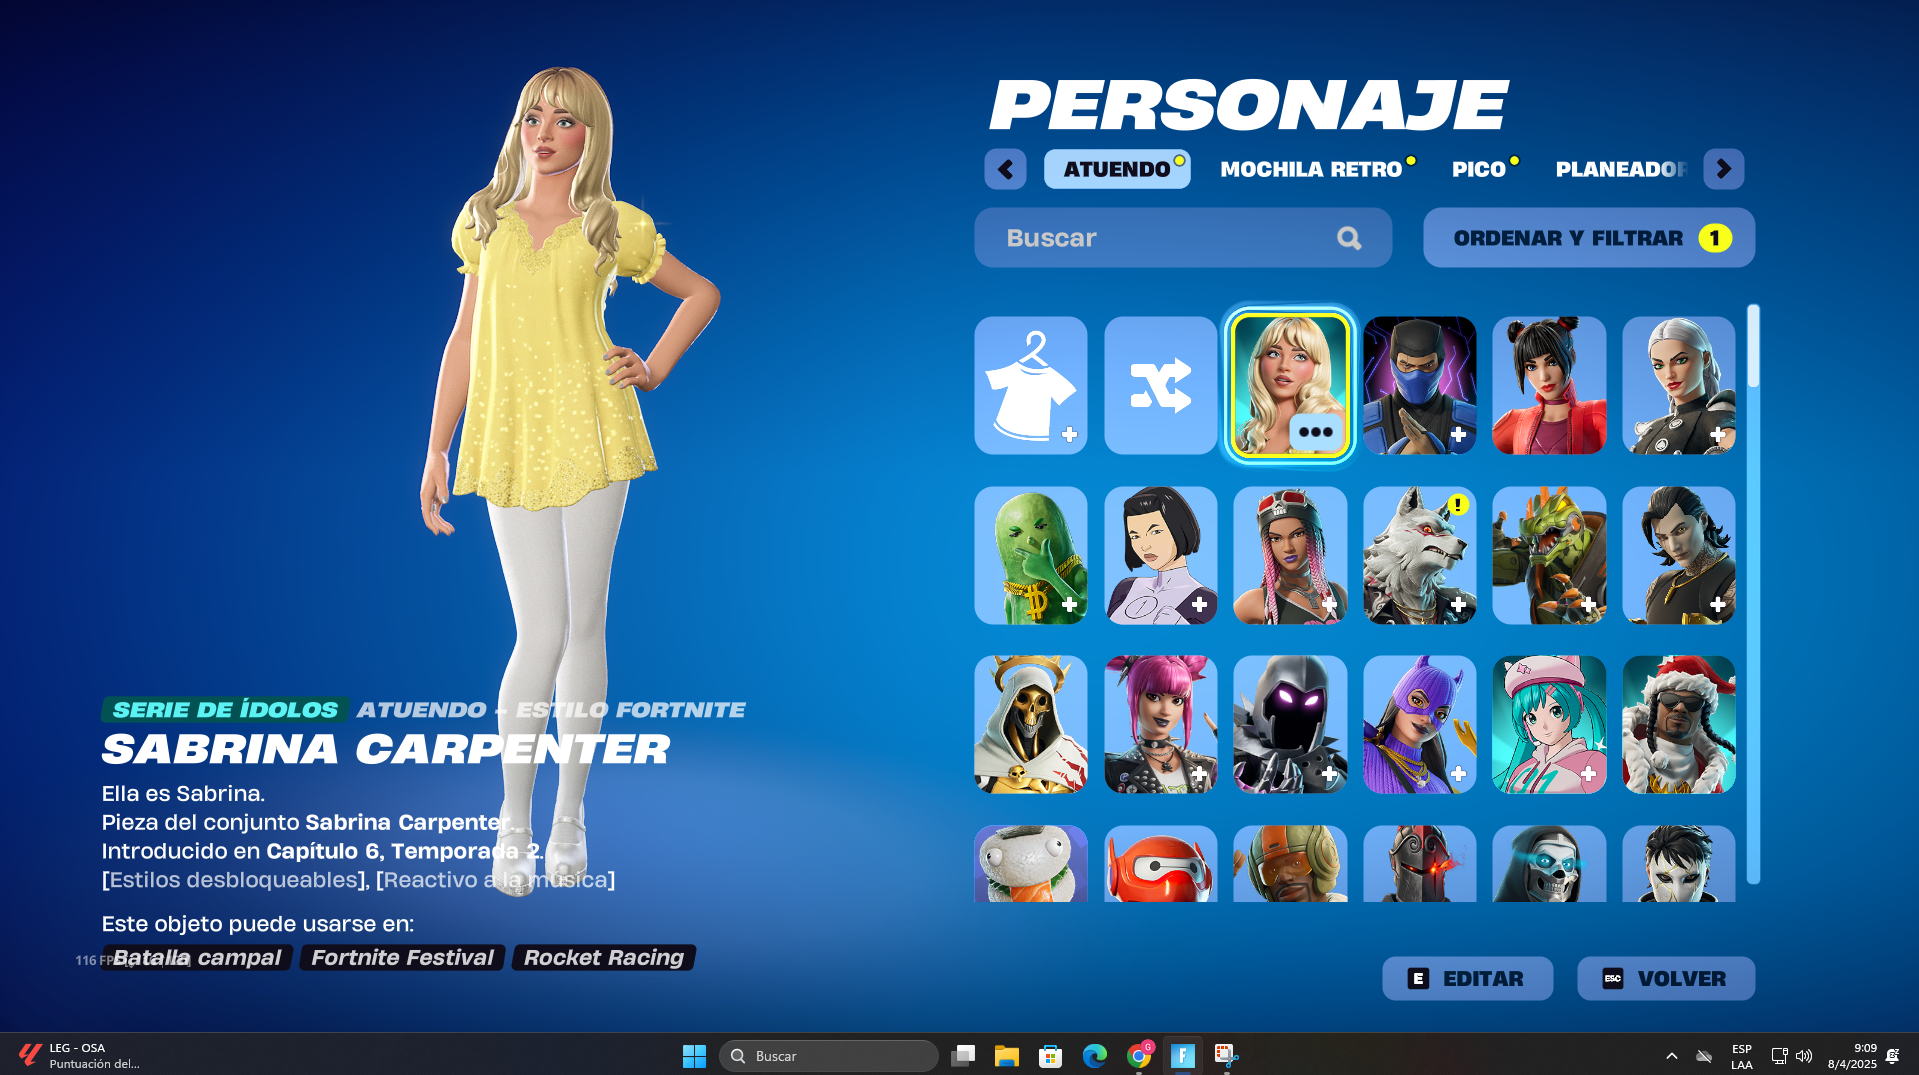 PERSONAJE
ATUENDO
MOCHILA RETRO
PICO
PLANEADOR
Buscar
ORDENAR Y FILTRAR 1
SERIE DE ÍDOLOS ATUENDO - ESTILO FORTNITE
SABRINA CARPENTER
Ella es Sabrina.
Pieza del conjunto Sabrina Carpenter.
Introducido en Capítulo 6, Temporada 2.
[Estilos desbloqueables], [Reactivo a la música]
Este objeto puede usarse en:
116 FPS
Batalla campal Fortnite Festival Rocket Racing
E EDITAR
ESC VOLVER
LEG - OSA
Puntuación del...
Buscar
ESP
LAA
9:09
8/4/2025